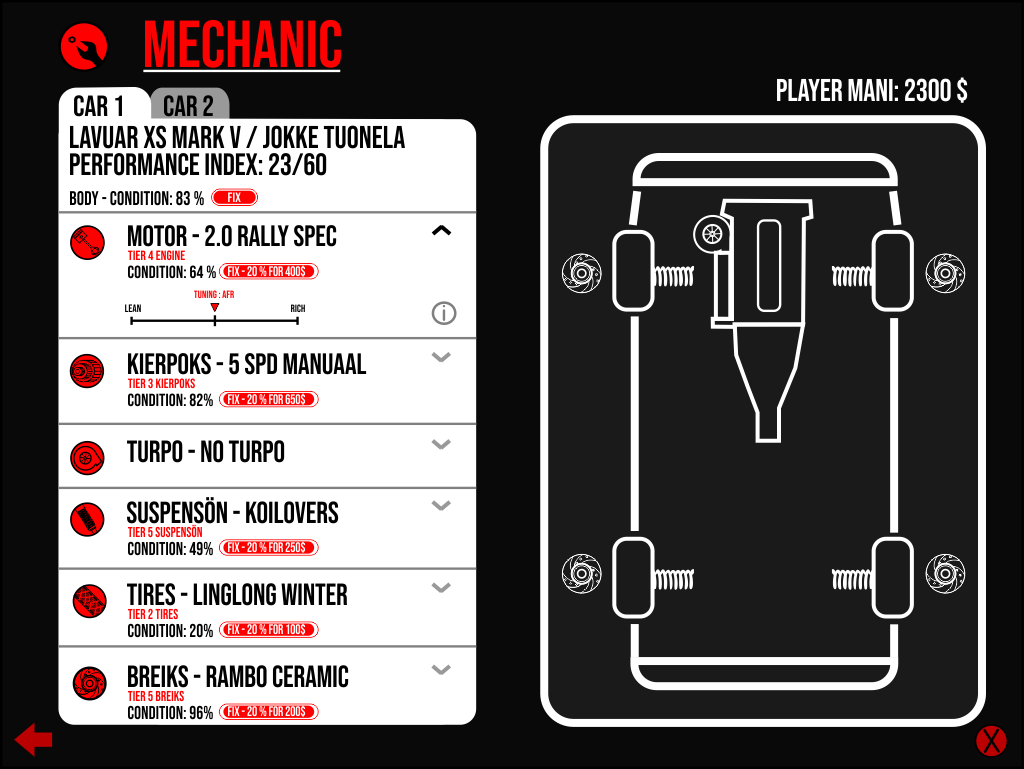 MECHANIC
PLAYER MANI: 2300 $
CAR 1
CAR 2
LAVUAR XS MARK V / JOKKE TUONELA
PERFORMANCE INDEX: 23/60
BODY - CONDITION: 83 % FIX
MOTOR - 2.0 RALLY SPEC
TIER 4 ENGINE
CONDITION: 64 % FIX - 20 % FOR 400$
TUNING : AFR
LEAN RICH
i
KIERPOKS - 5 SPD MANUAAL
TIER 3 KIERPOKS
CONDITION: 82% FIX - 20 % FOR 650$
TURPO - NO TURPO
SUSPENSÖN - KOILOVERS
TIER 5 SUSPENSÖN
CONDITION: 49% FIX - 20 % FOR 250$
TIRES - LINGLONG WINTER
TIER 2 TIRES
CONDITION: 20% FIX - 20 % FOR 100$
BREIKS - RAMBO CERAMIC
TIER 5 BREIKS
CONDITION: 96% FIX - 20 % FOR 200$
X